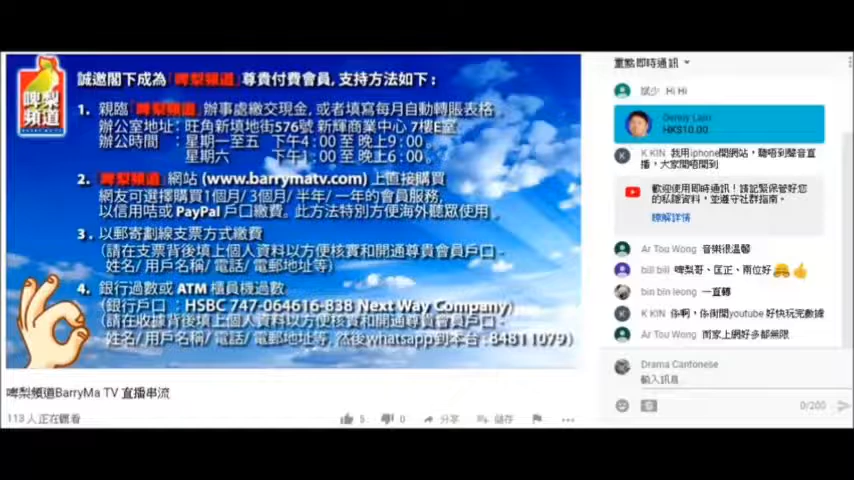 啤梨頻道
誠邀閣下成為「啤梨頻道」尊貴付費會員, 支持方法如下 :
1. 親臨「啤梨頻道」辦事處繳交現金, 或者填寫每月自動轉賬表格
辦公室地址 : 旺角新填地街576號 新輝商業中心 7樓E室
辦公時間 : 星期一至五 下午4 : 00 至 晚上9 : 00 。
星期六 下午1 : 00 至 晚上6 : 00 。
2. 啤梨頻道 網站 (www.barrymatv.com) 上直接購買
網友可選擇購買1個月/ 3個月/ 半年/ 一年的會員服務,
以信用咭或 PayPal 戶口繳費。此方法特別方便海外聽眾使用 。
3. 以郵寄劃線支票方式繳費
(請在支票背後填上個人資料以方便核實和開通尊貴會員戶口 -
姓名/ 用戶名稱/ 電話/ 電郵地址等)
4. 銀行過數或 ATM 櫃員機過數
(銀行戶口 : HSBC 747-064616-838 Next Way Company)
(請在收據背後填上個人資料以方便核實和開通尊貴會員戶口 -
姓名/ 用戶名稱/ 電話/ 電郵地址等, 然後whatsapp到本台 : 84811079)
啤梨頻道BarryMa TV 直播串流
113 人正在觀看
5
0
分享
儲存
重點即時通訊
Hi Hi
HK$10.00
K KIN 我用iphone開網站，聽唔到聲音直
播，大家聞唔聞到
歡迎使用即時通訊！請記緊保管好您
的私隱資料，並遵守社群指南。
瞭解詳情
Ar Tou Wong 音樂很溫馨
bill bill 啤梨哥、匡正、兩位好
bin bin leong 一直轉
K KIN 係啊，係街開youtube 好快玩完數據
Ar Tou Wong 而家上網好多都無限
Drama Cantonese
輸入訊息
0/200